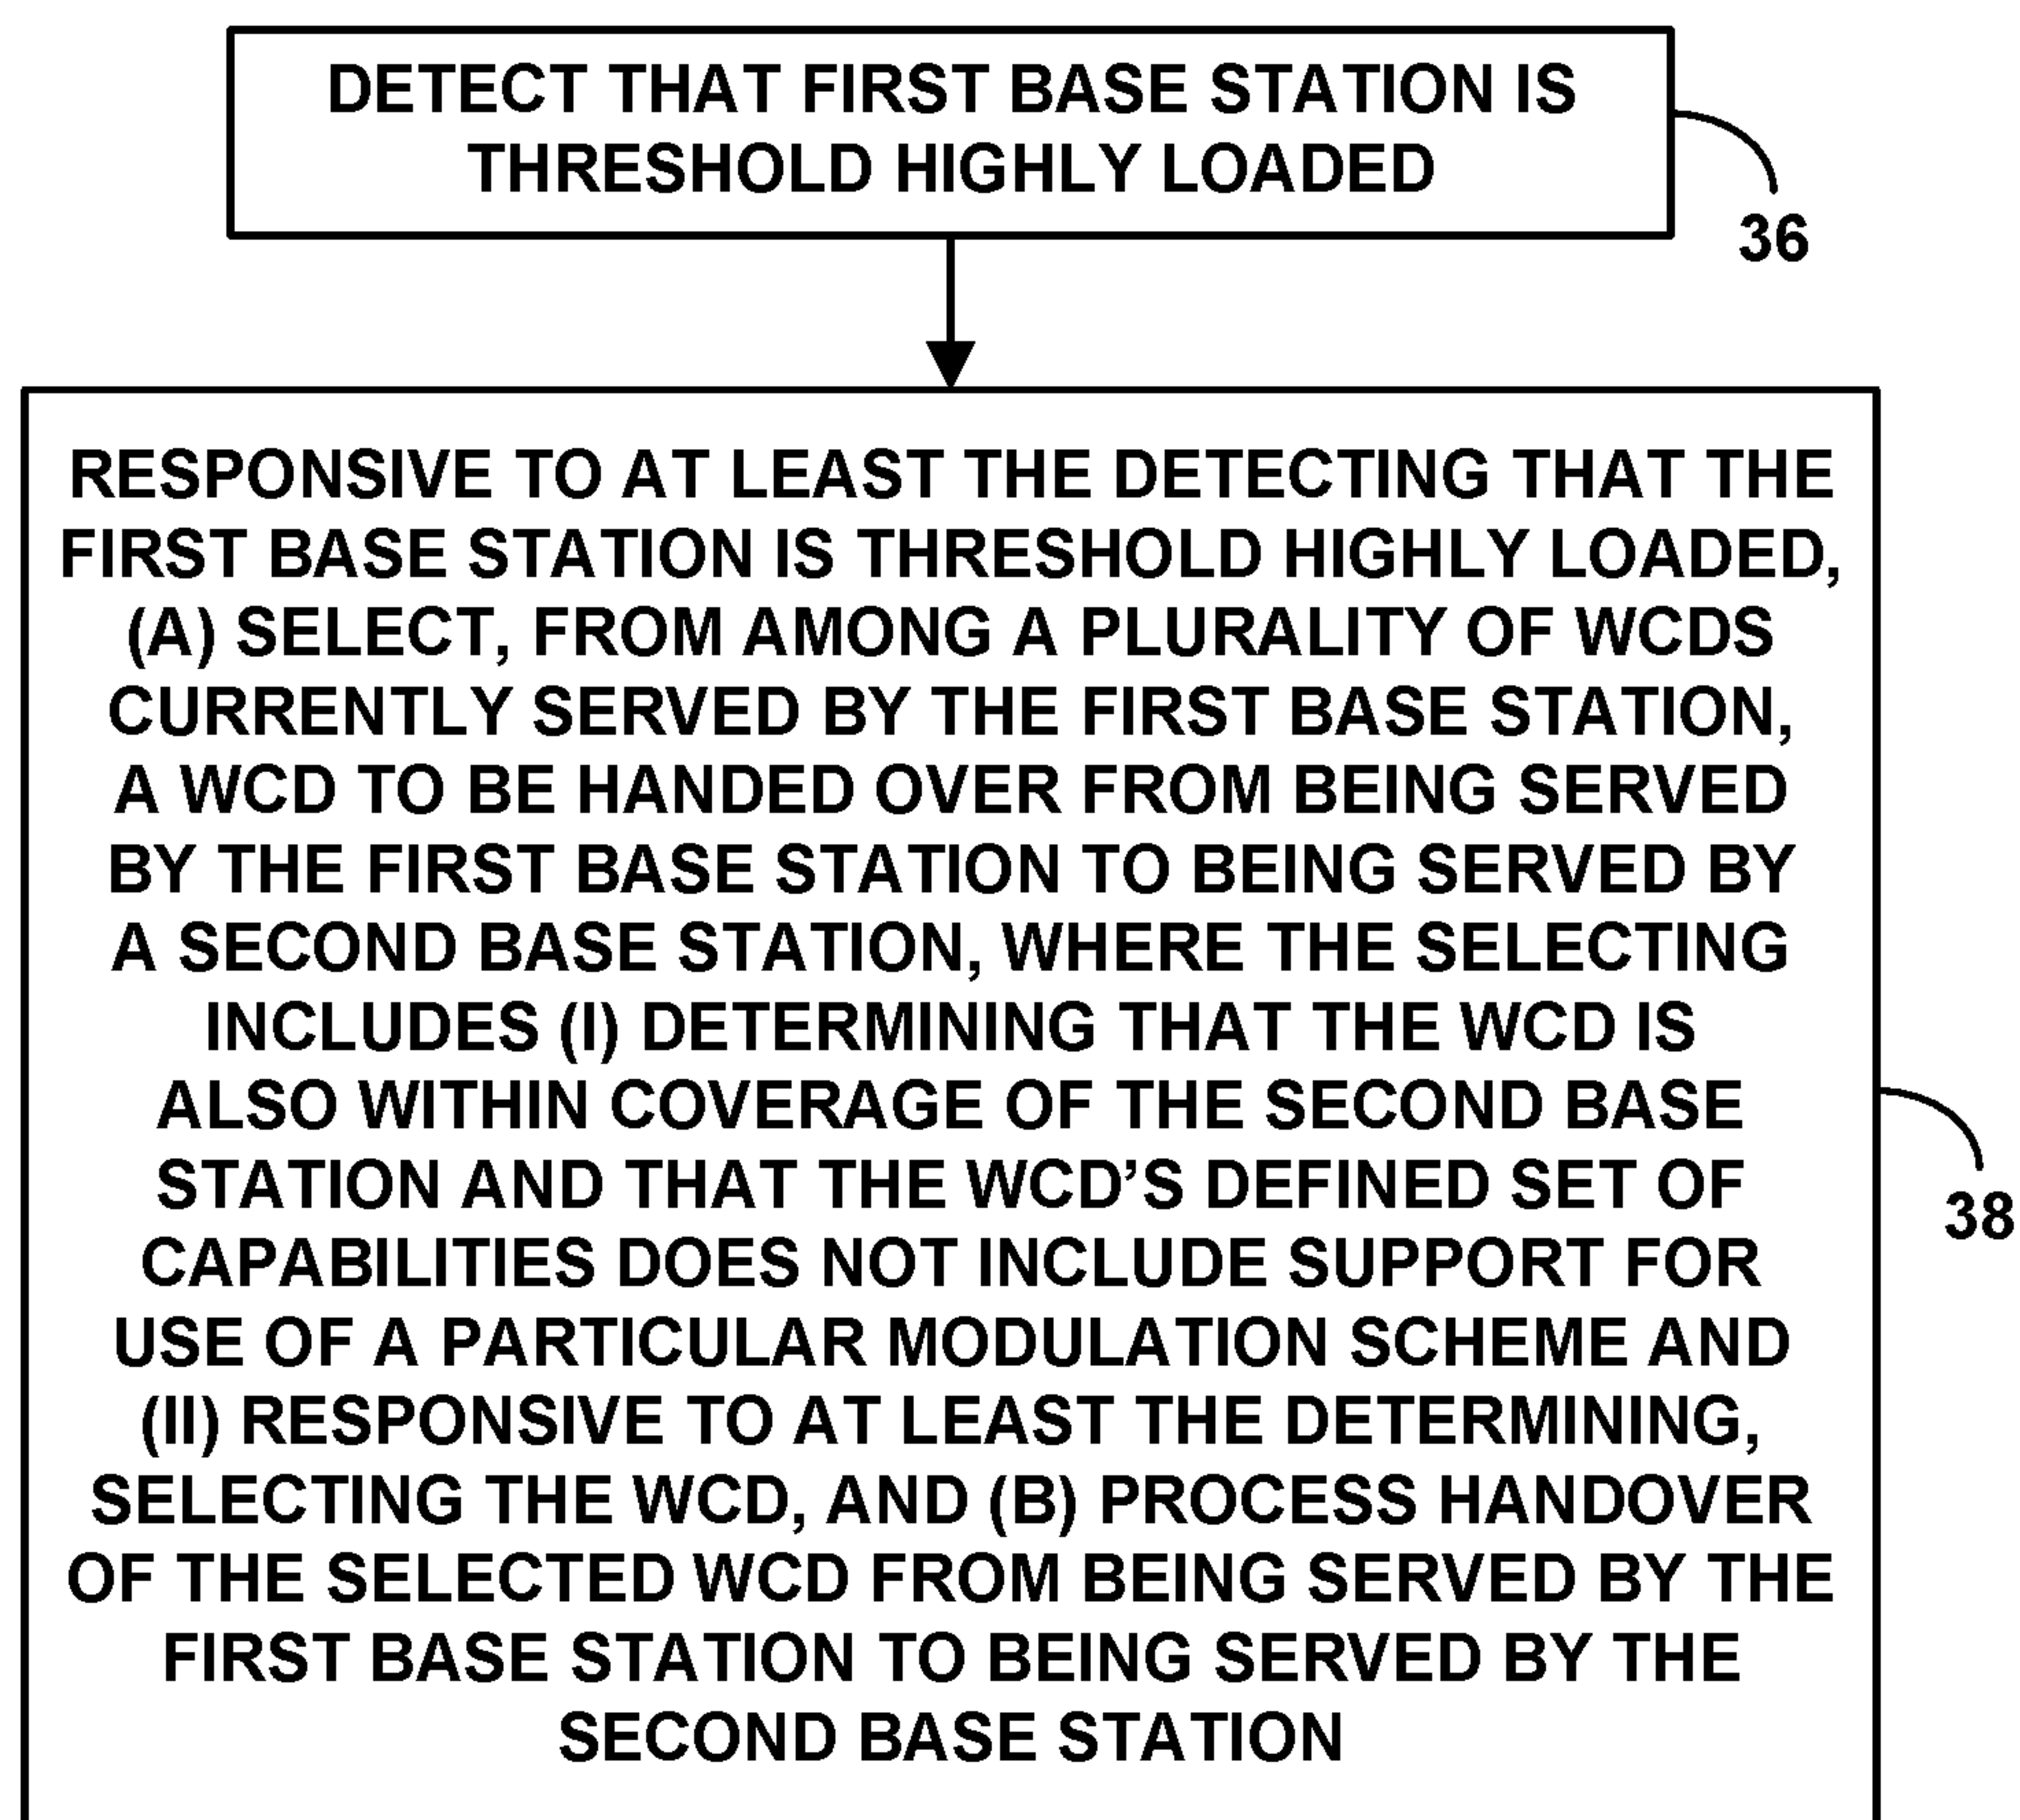 DETECT THAT FIRST BASE STATION IS
THRESHOLD HIGHLY LOADED
36
RESPONSIVE TO AT LEAST THE DETECTING THAT THE
FIRST BASE STATION IS THRESHOLD HIGHLY LOADED,
(A) SELECT, FROM AMONG A PLURALITY OF WCDS
CURRENTLY SERVED BY THE FIRST BASE STATION,
A WCD TO BE HANDED OVER FROM BEING SERVED
BY THE FIRST BASE STATION TO BEING SERVED BY
A SECOND BASE STATION, WHERE THE SELECTING
INCLUDES (I) DETERMINING THAT THE WCD IS
ALSO WITHIN COVERAGE OF THE SECOND BASE
STATION AND THAT THE WCD’S DEFINED SET OF
CAPABILITIES DOES NOT INCLUDE SUPPORT FOR
USE OF A PARTICULAR MODULATION SCHEME AND
(II) RESPONSIVE TO AT LEAST THE DETERMINING,
SELECTING THE WCD, AND (B) PROCESS HANDOVER
OF THE SELECTED WCD FROM BEING SERVED BY THE
FIRST BASE STATION TO BEING SERVED BY THE
SECOND BASE STATION
38